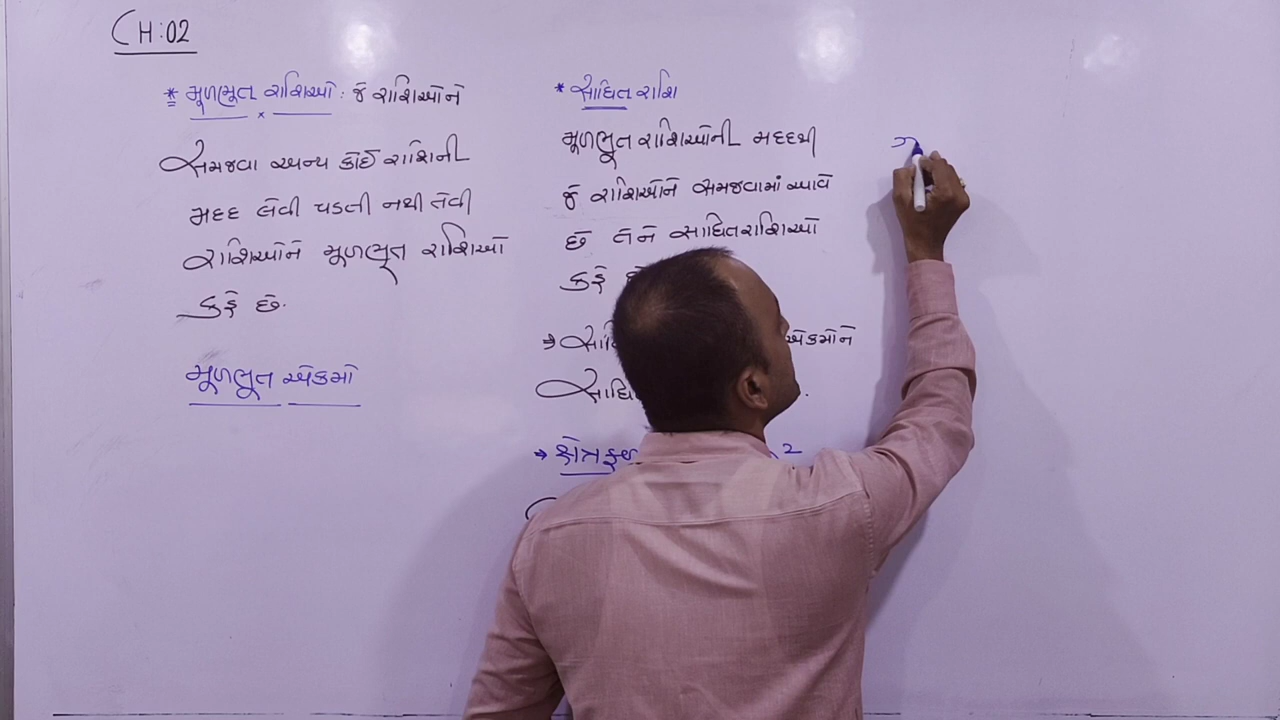 CH:02
* મૂળભૂત રાશિઓ : જે રાશિઓને
સમજવા અન્ય કોઈ રાશિની
મદદ લેવી પડતી નથી તેવી
રાશિઓને મૂળભૂત રાશિઓ
કહે છે.
મૂળભૂત એકમો
* સાધિત રાશિ
મૂળભૂત રાશિઓની મદદથી
જે રાશિઓને સમજવામાં આવે
છે તેને સાધિતરાશિઓ
કહે
⇒ એકમોને
⇒ 2